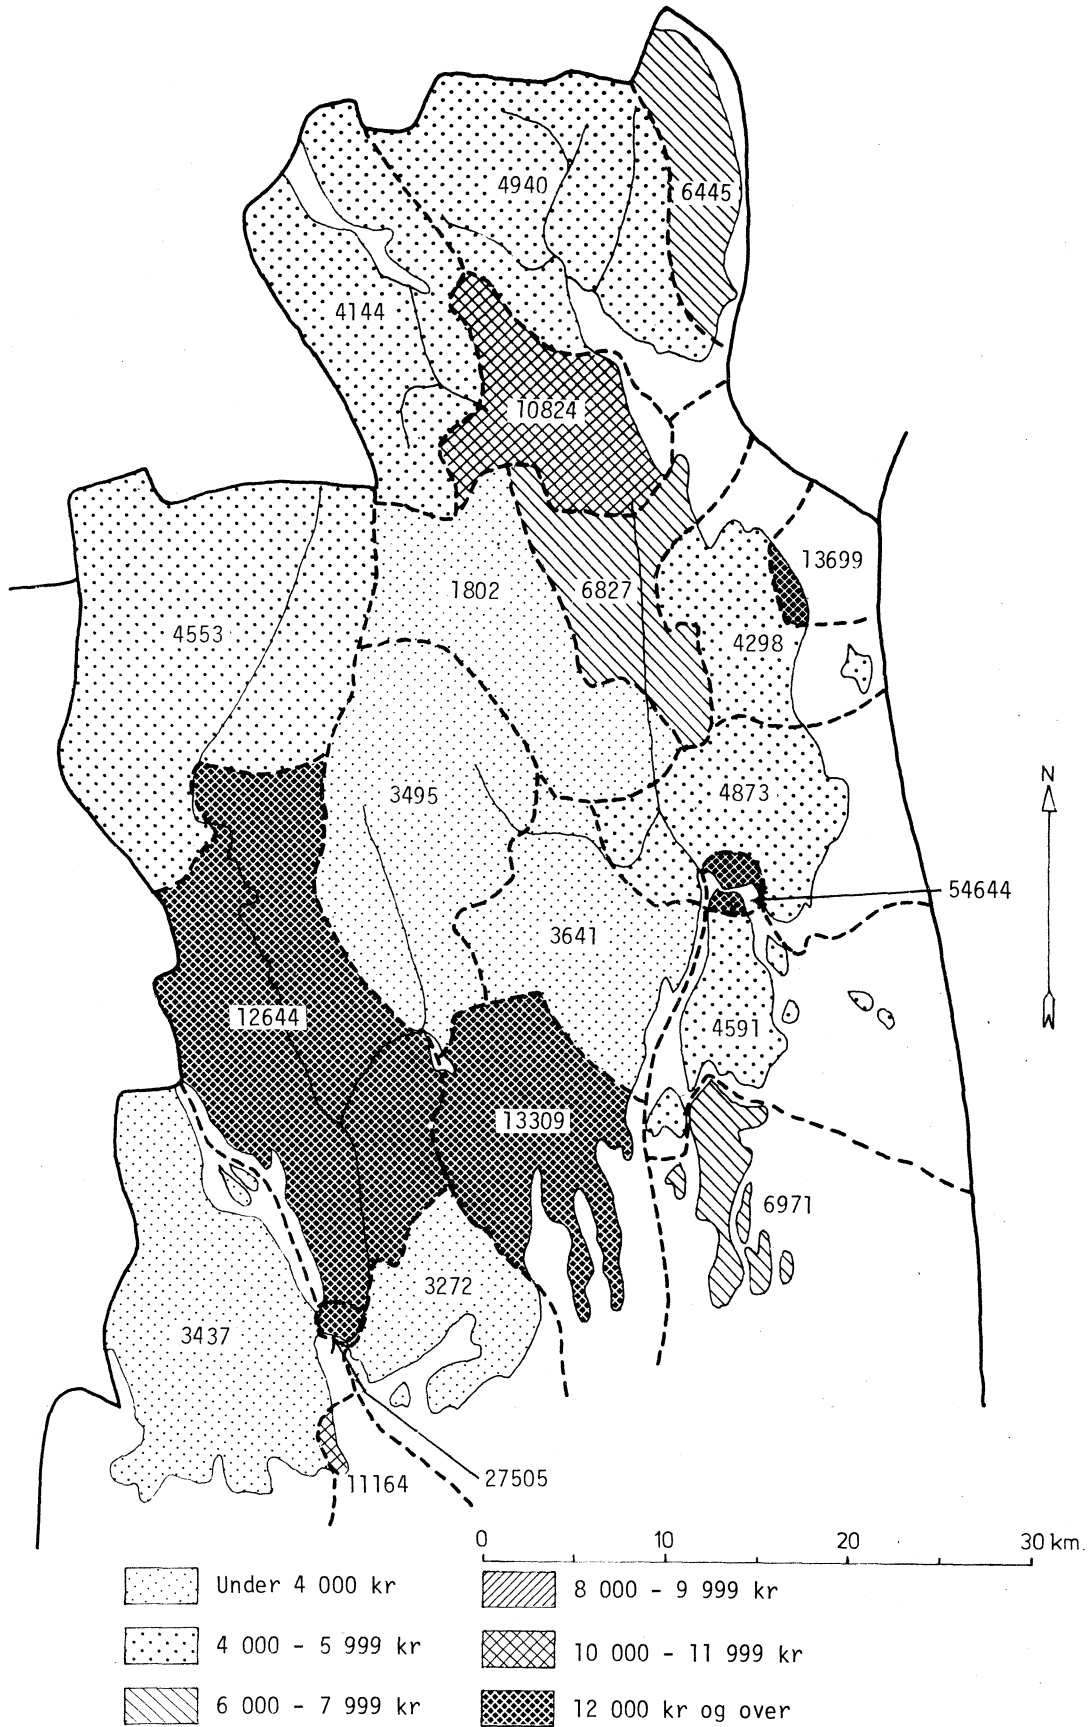 4940
6445
4144
10824
13699
1802
6827
4553
4298
3495
4873
N
54644
3641
12644
4591
13309
6971
3272
3437
11164
27505
0 10 20 30 km.
Under 4 000 kr
4 000 - 5 999 kr
6 000 - 7 999 kr
8 000 - 9 999 kr
10 000 - 11 999 kr
12 000 kr og over